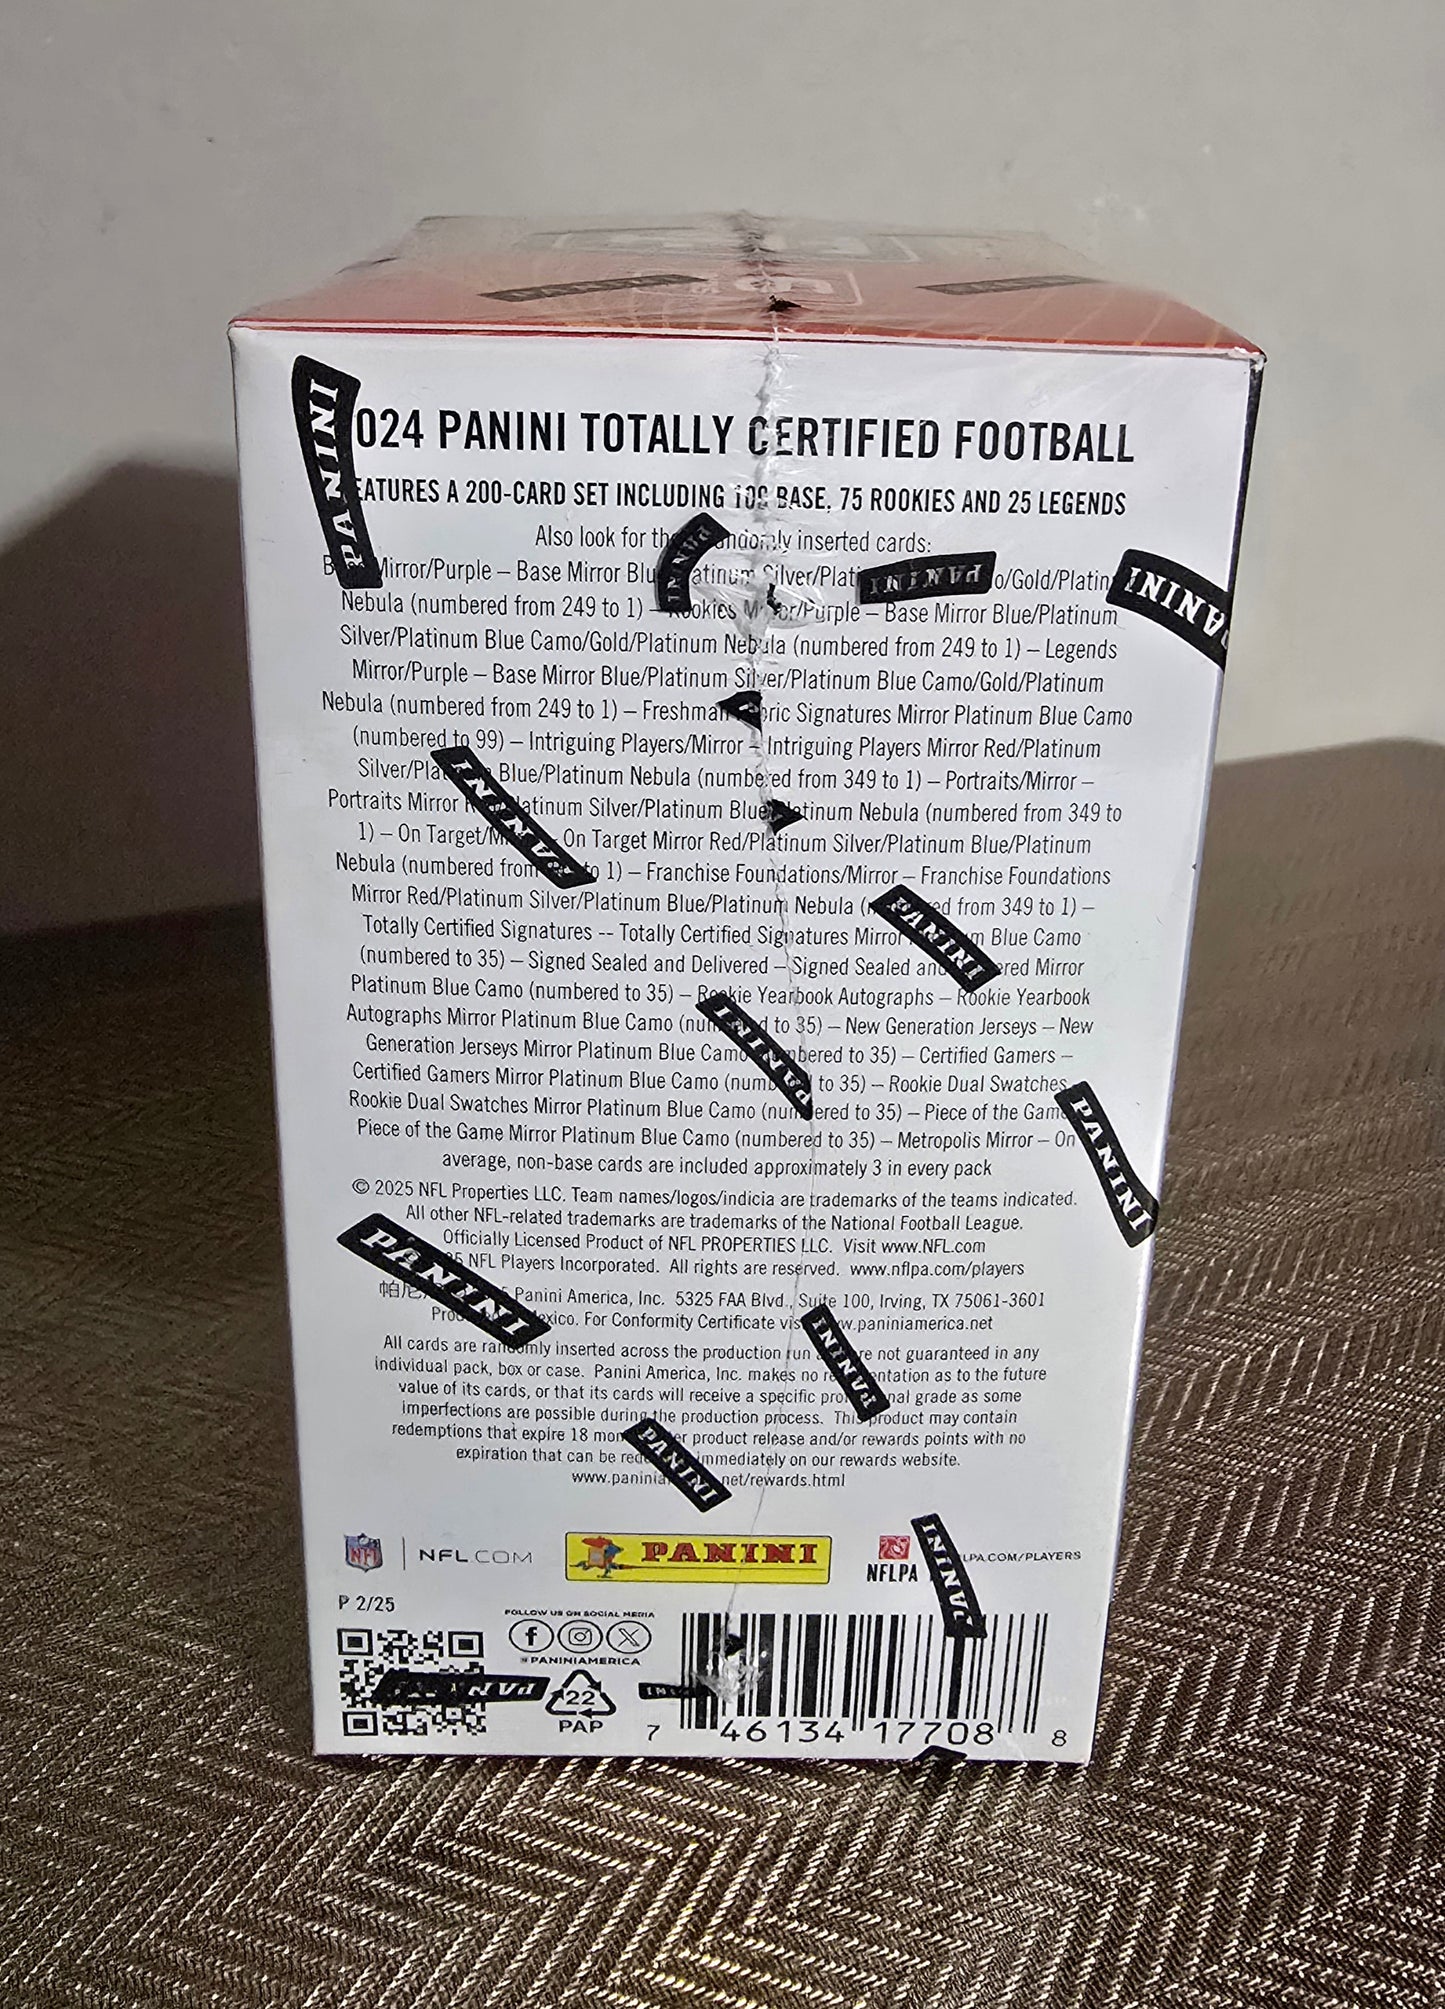 024 PANINI TOTALLY CERTIFIED FOOTBALL
EATURES A 200-CARD SET INCLUDING 100 BASE, 75 ROOKIES AND 25 LEGENDS
Also look for randomly inserted cards:
Mirror/Purple – Base Mirror Silver/ o/Gold/Platin
Nebula (numbered from 249 to 1) – Rookies Mirror/Purple – Base Mirror Blue/Platinum
Silver/Platinum Blue Camo/Gold/Platinum Nebula (numbered from 249 to 1) – Legends
Mirror/Purple – Base Mirror Blue/Platinum Silver/Platinum Blue Camo/Gold/Platinum
Nebula (numbered from 249 to 1) – Freshman Signatures Mirror Platinum Blue Camo
(numbered to 99) – Intriguing Players/Mirror – Intriguing Players Mirror Red/Platinum
Silver/ Blue/Platinum Nebula (numbered from 349 to 1) – Portraits/Mirror –
Portraits Mirror Platinum Silver/Platinum Blue Platinum Nebula (numbered from 349 to
1) – On Target/ On Target Mirror Red/Platinum Silver/Platinum Blue/Platinum
Nebula (numbered from to 1) – Franchise Foundations/Mirror – Franchise Foundations
Mirror Red/Platinum Silver/Platinum Blue/Platinum Nebula from 349 to 1) –
Totally Certified Signatures -- Totally Certified Signatures Mirror Blue Camo
(numbered to 35) – Signed Sealed and Delivered – Signed Sealed and Mirror
Platinum Blue Camo (numbered to 35) – Rookie Yearbook Autographs – Rookie Yearbook
Autographs Mirror Platinum Blue Camo to 35) – New Generation Jerseys – New
Generation Jerseys Mirror Platinum Blue Camo to 35) – Certified Gamers –
Certified Gamers Mirror Platinum Blue Camo to 35) – Rookie Dual Swatches
Rookie Dual Swatches Mirror Platinum Blue Camo (numbered to 35) – Piece of the Game
Piece of the Game Mirror Platinum Blue Camo (numbered to 35) – Metropolis Mirror – On
average, non-base cards are included approximately 3 in every pack
© 2025 NFL Properties LLC. Team names/logos/indicia are trademarks of the teams indicated.
All other NFL-related trademarks are trademarks of the National Football League.
Officially Licensed Product of NFL PROPERTIES LLC. Visit www.NFL.com
NFL Players Incorporated. All rights are reserved. www.nflpa.com/players
帕尼 Panini America, Inc. 5325 FAA Blvd., Suite 100, Irving, TX 75061-3601
exico. For Conformity Certificate w.paniniamerica.net
All cards are randomly inserted across the production run not guaranteed in any
individual pack, box or case. Panini America, Inc. makes no as to the future
value of its cards, or that its cards will receive a specific grade as some
imperfections are possible during the production process. This product may contain
redemptions that expire 18 product release and/or rewards points with no
expiration that can be immediately on our rewards website.
net/rewards.html
NFL NFL.COM PANINI NFLPA LPA.COM/PLAYERS
P 2/25
FOLLOW US ON SOCIAL MEDIA
@PANINIAMERICA
22
PAP
7 46134 17708 8
PANINI
PANINI
PANINI
PANINI
PANINI
PANINI
PANINI
PANINI
PANINI
PANINI
PANINI
PANINI